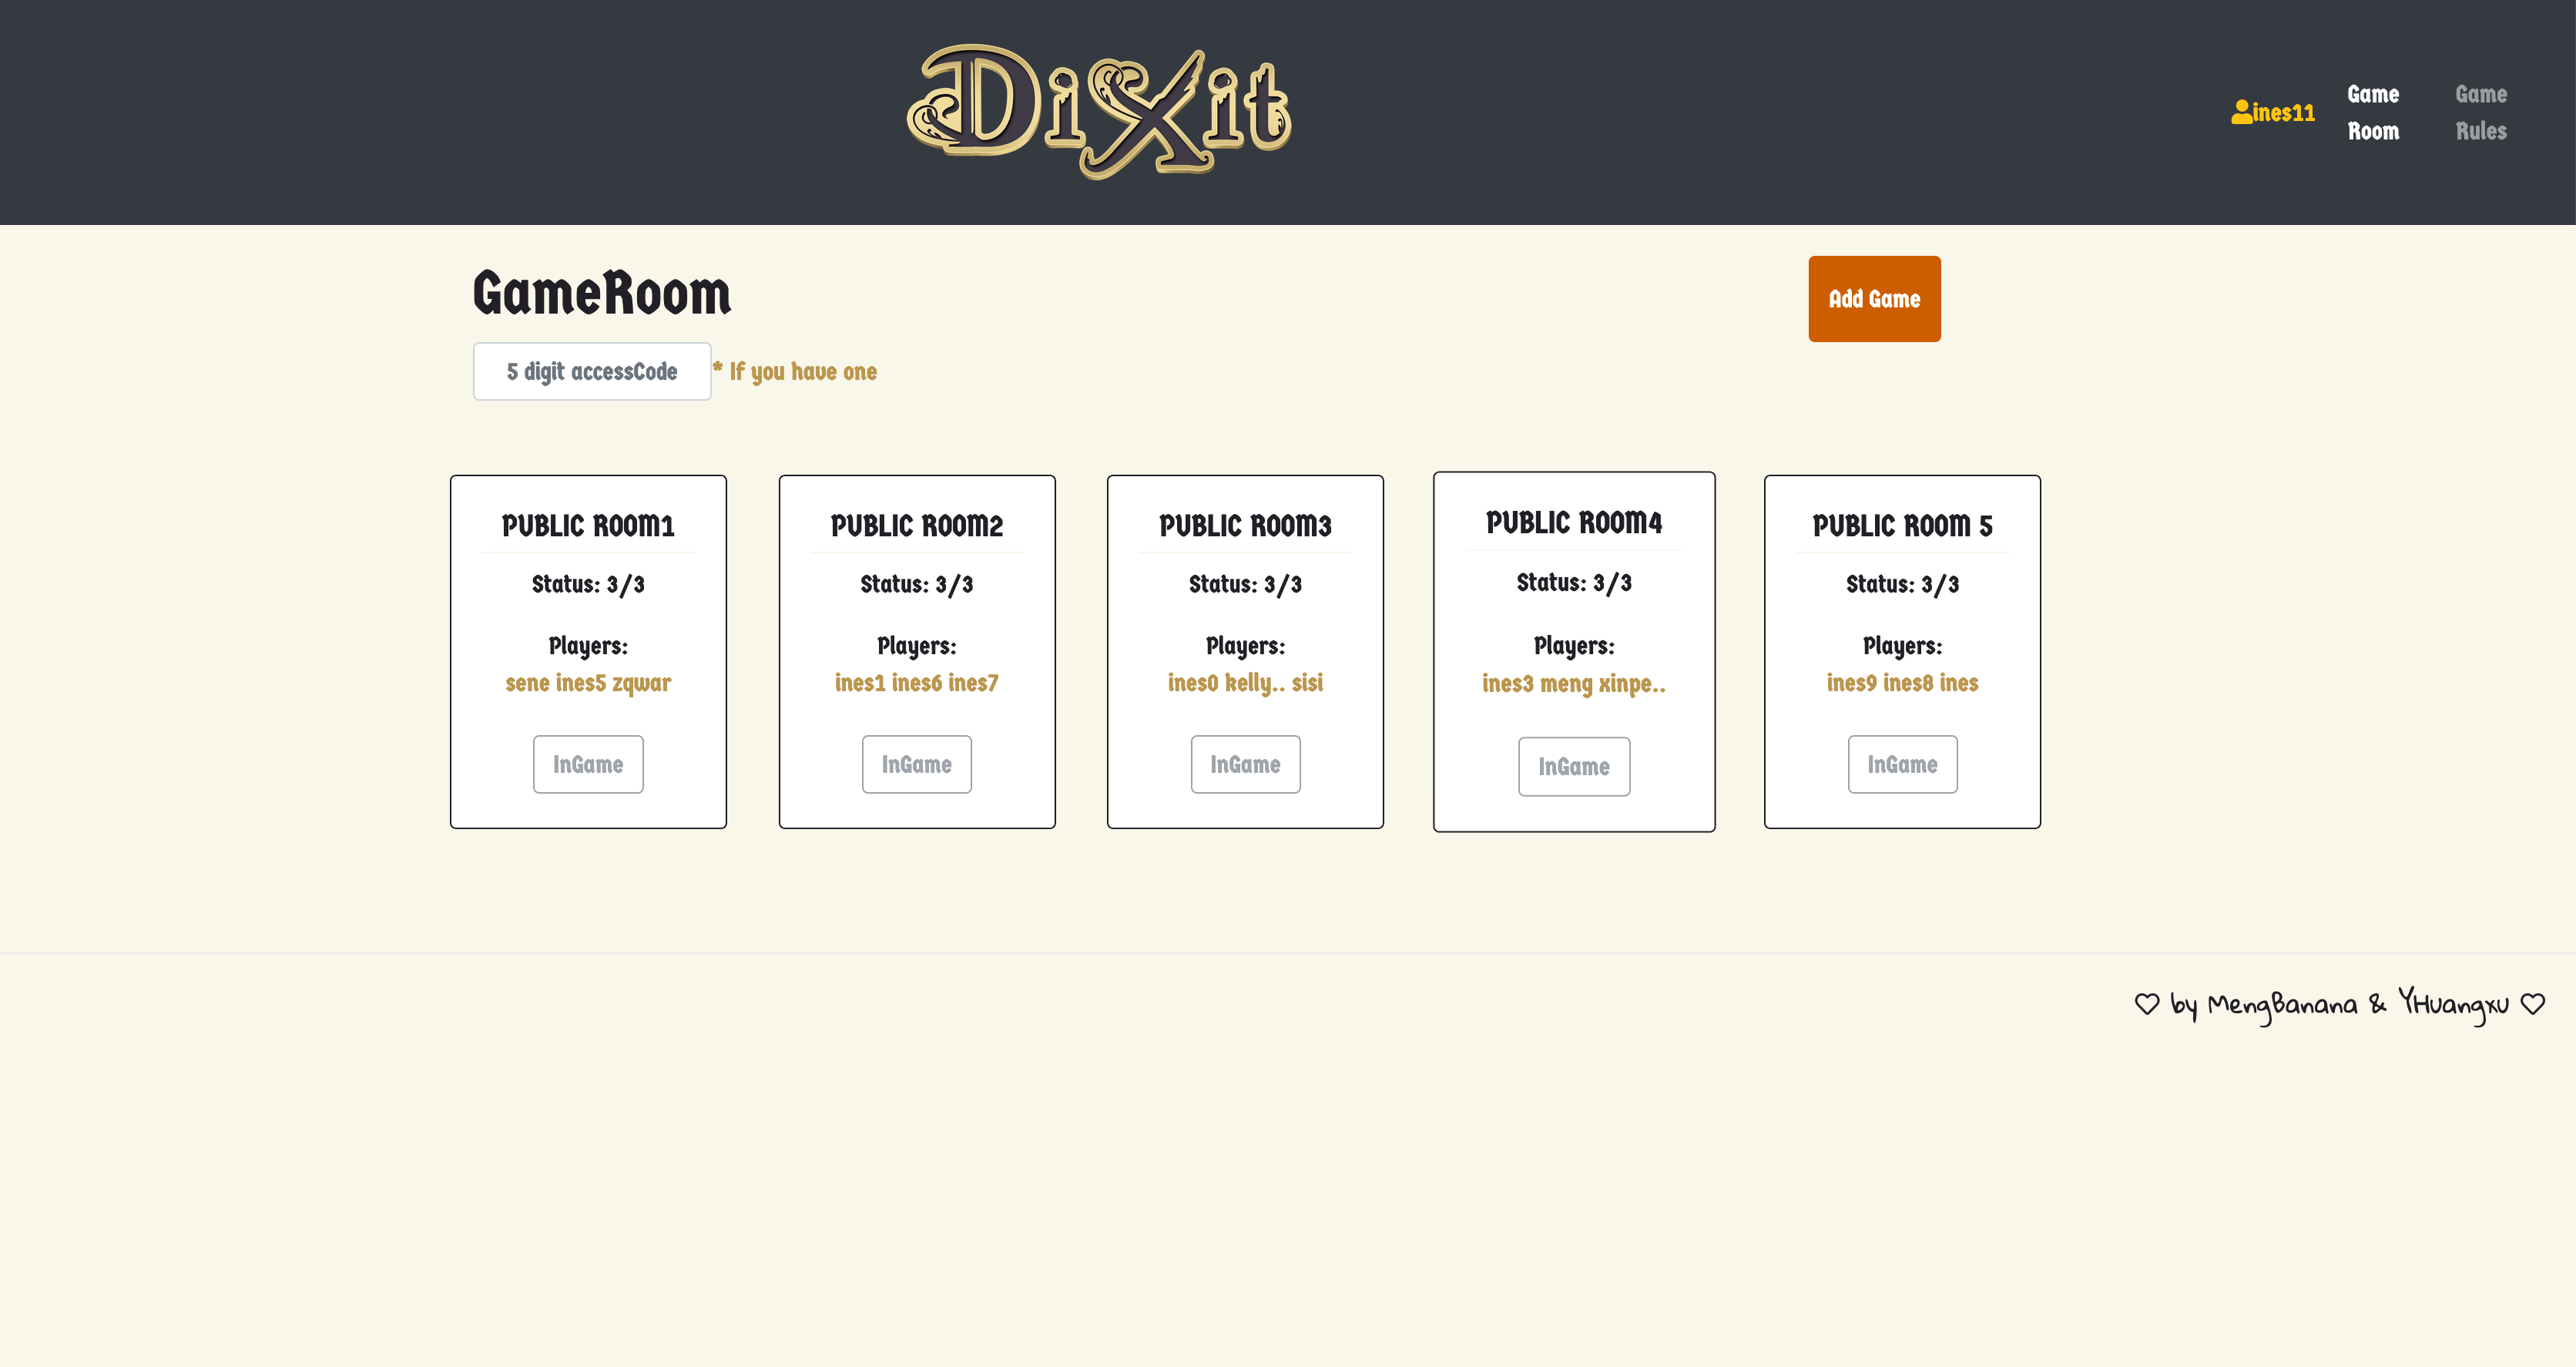 DiXit
ines11
Game
Room
Game
Rules
GameRoom
Add Game
5 digit accessCode
* If you have one
PUBLIC ROOM1
Status: 3/3
Players:
sene ines5 zqwar
InGame
PUBLIC ROOM2
Status: 3/3
Players:
ines1 ines6 ines7
InGame
PUBLIC ROOM3
Status: 3/3
Players:
ines0 kelly.. sisi
InGame
PUBLIC ROOM4
Status: 3/3
Players:
ines3 meng xinpe..
InGame
PUBLIC ROOM 5
Status: 3/3
Players:
ines9 ines8 ines
InGame
♡ by MengBanana & YHuangxu ♡